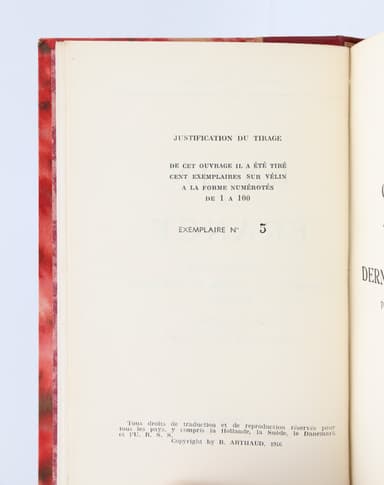 JUSTIFICATION DU TIRAGE
DE CET OUVRAGE IL A ÉTÉ TIRÉ
CENT EXEMPLAIRES SUR VÉLIN
A LA FORME NUMÉROTÉS
DE 1 A 100
EXEMPLAIRE N° 5
DERN
Tous droits de traduction et de reproduction réservés pour
tous les pays, y compris la Hollande, la Suède, le Danemark
et l'U. R. S. S.
Copyright by B. ARTHAUD, 1946